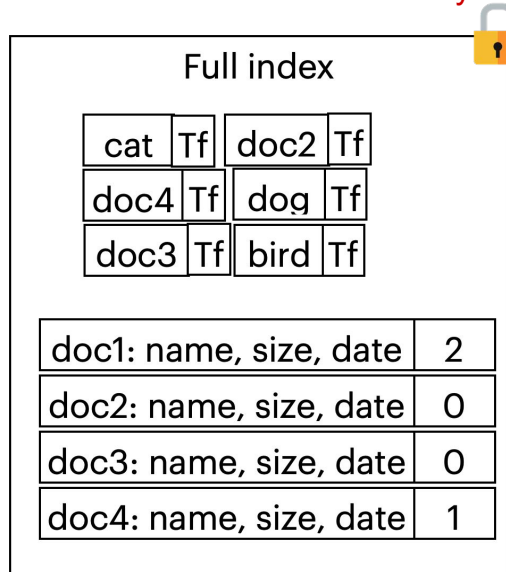 Full index
cat Tf doc2 Tf
doc4 Tf dog Tf
doc3 Tf bird Tf
doc1: name, size, date 2
doc2: name, size, date 0
doc3: name, size, date 0
doc4: name, size, date 1